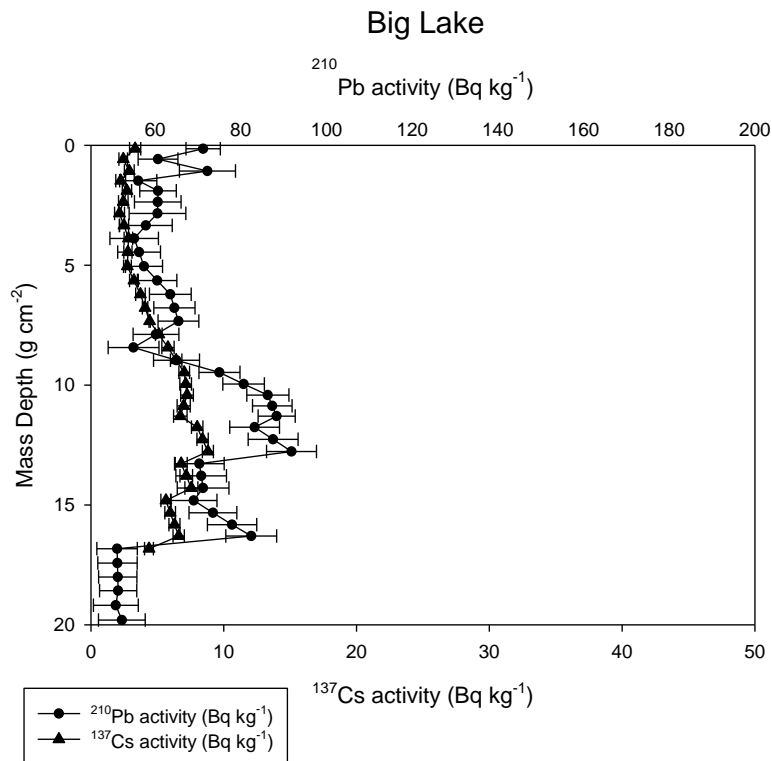 Big Lake
²¹⁰Pb activity (Bq kg⁻¹)
60 80 100 120 140 160 180 200
0
5
10
15
20
Mass Depth (g cm⁻²)
0 10 20 30 40 50
¹³⁷Cs activity (Bq kg⁻¹)
²¹⁰Pb activity (Bq kg⁻¹)
¹³⁷Cs activity (Bq kg⁻¹)